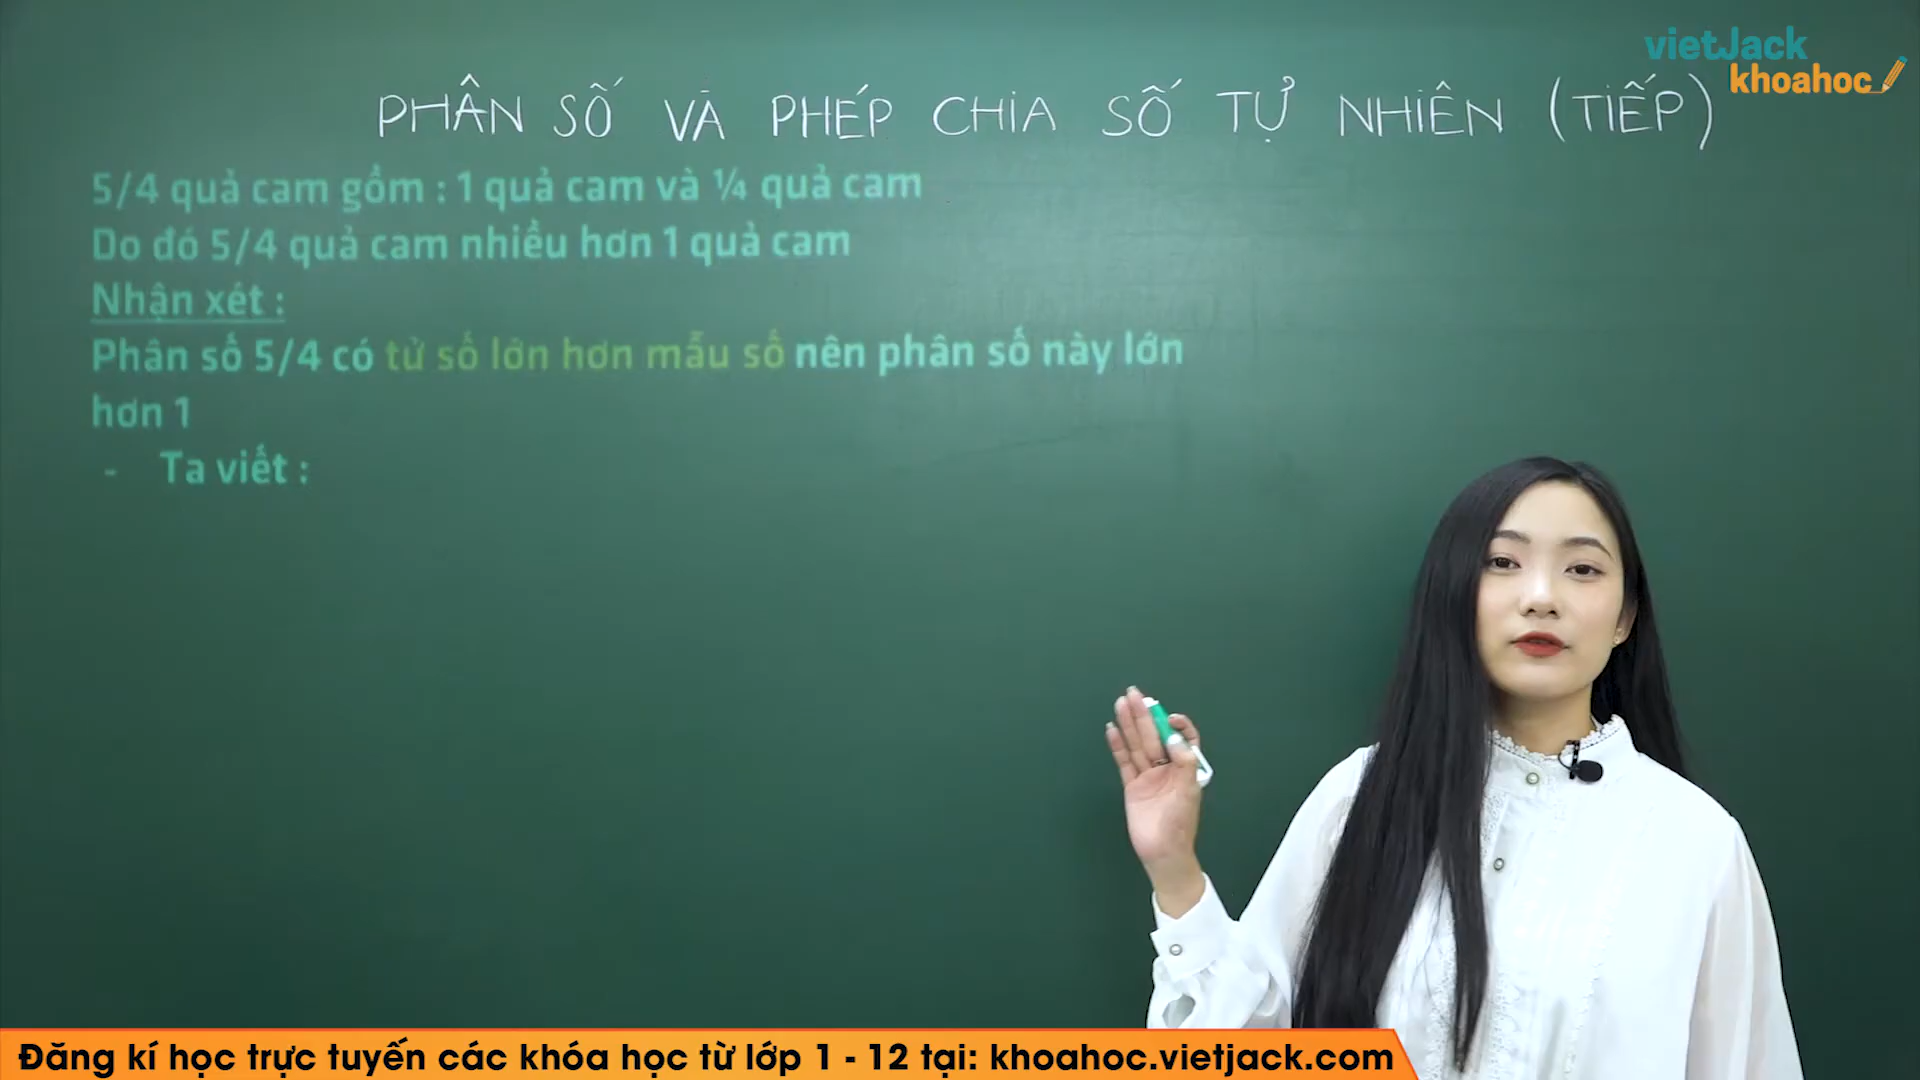 vietJack
khoahoc
PHÂN SỐ VÀ PHÉP CHIA SỐ TỰ NHIÊN (TIẾP)
5/4 quả cam gồm : 1 quả cam và ¼ quả cam
Do đó 5/4 quả cam nhiều hơn 1 quả cam
Nhận xét :
Phân số 5/4 có tử số lớn hơn mẫu số nên phân số này lớn
hơn 1
- Ta viết :
Đăng kí học trực tuyến các khóa học từ lớp 1 - 12 tại: khoahoc.vietjack.com